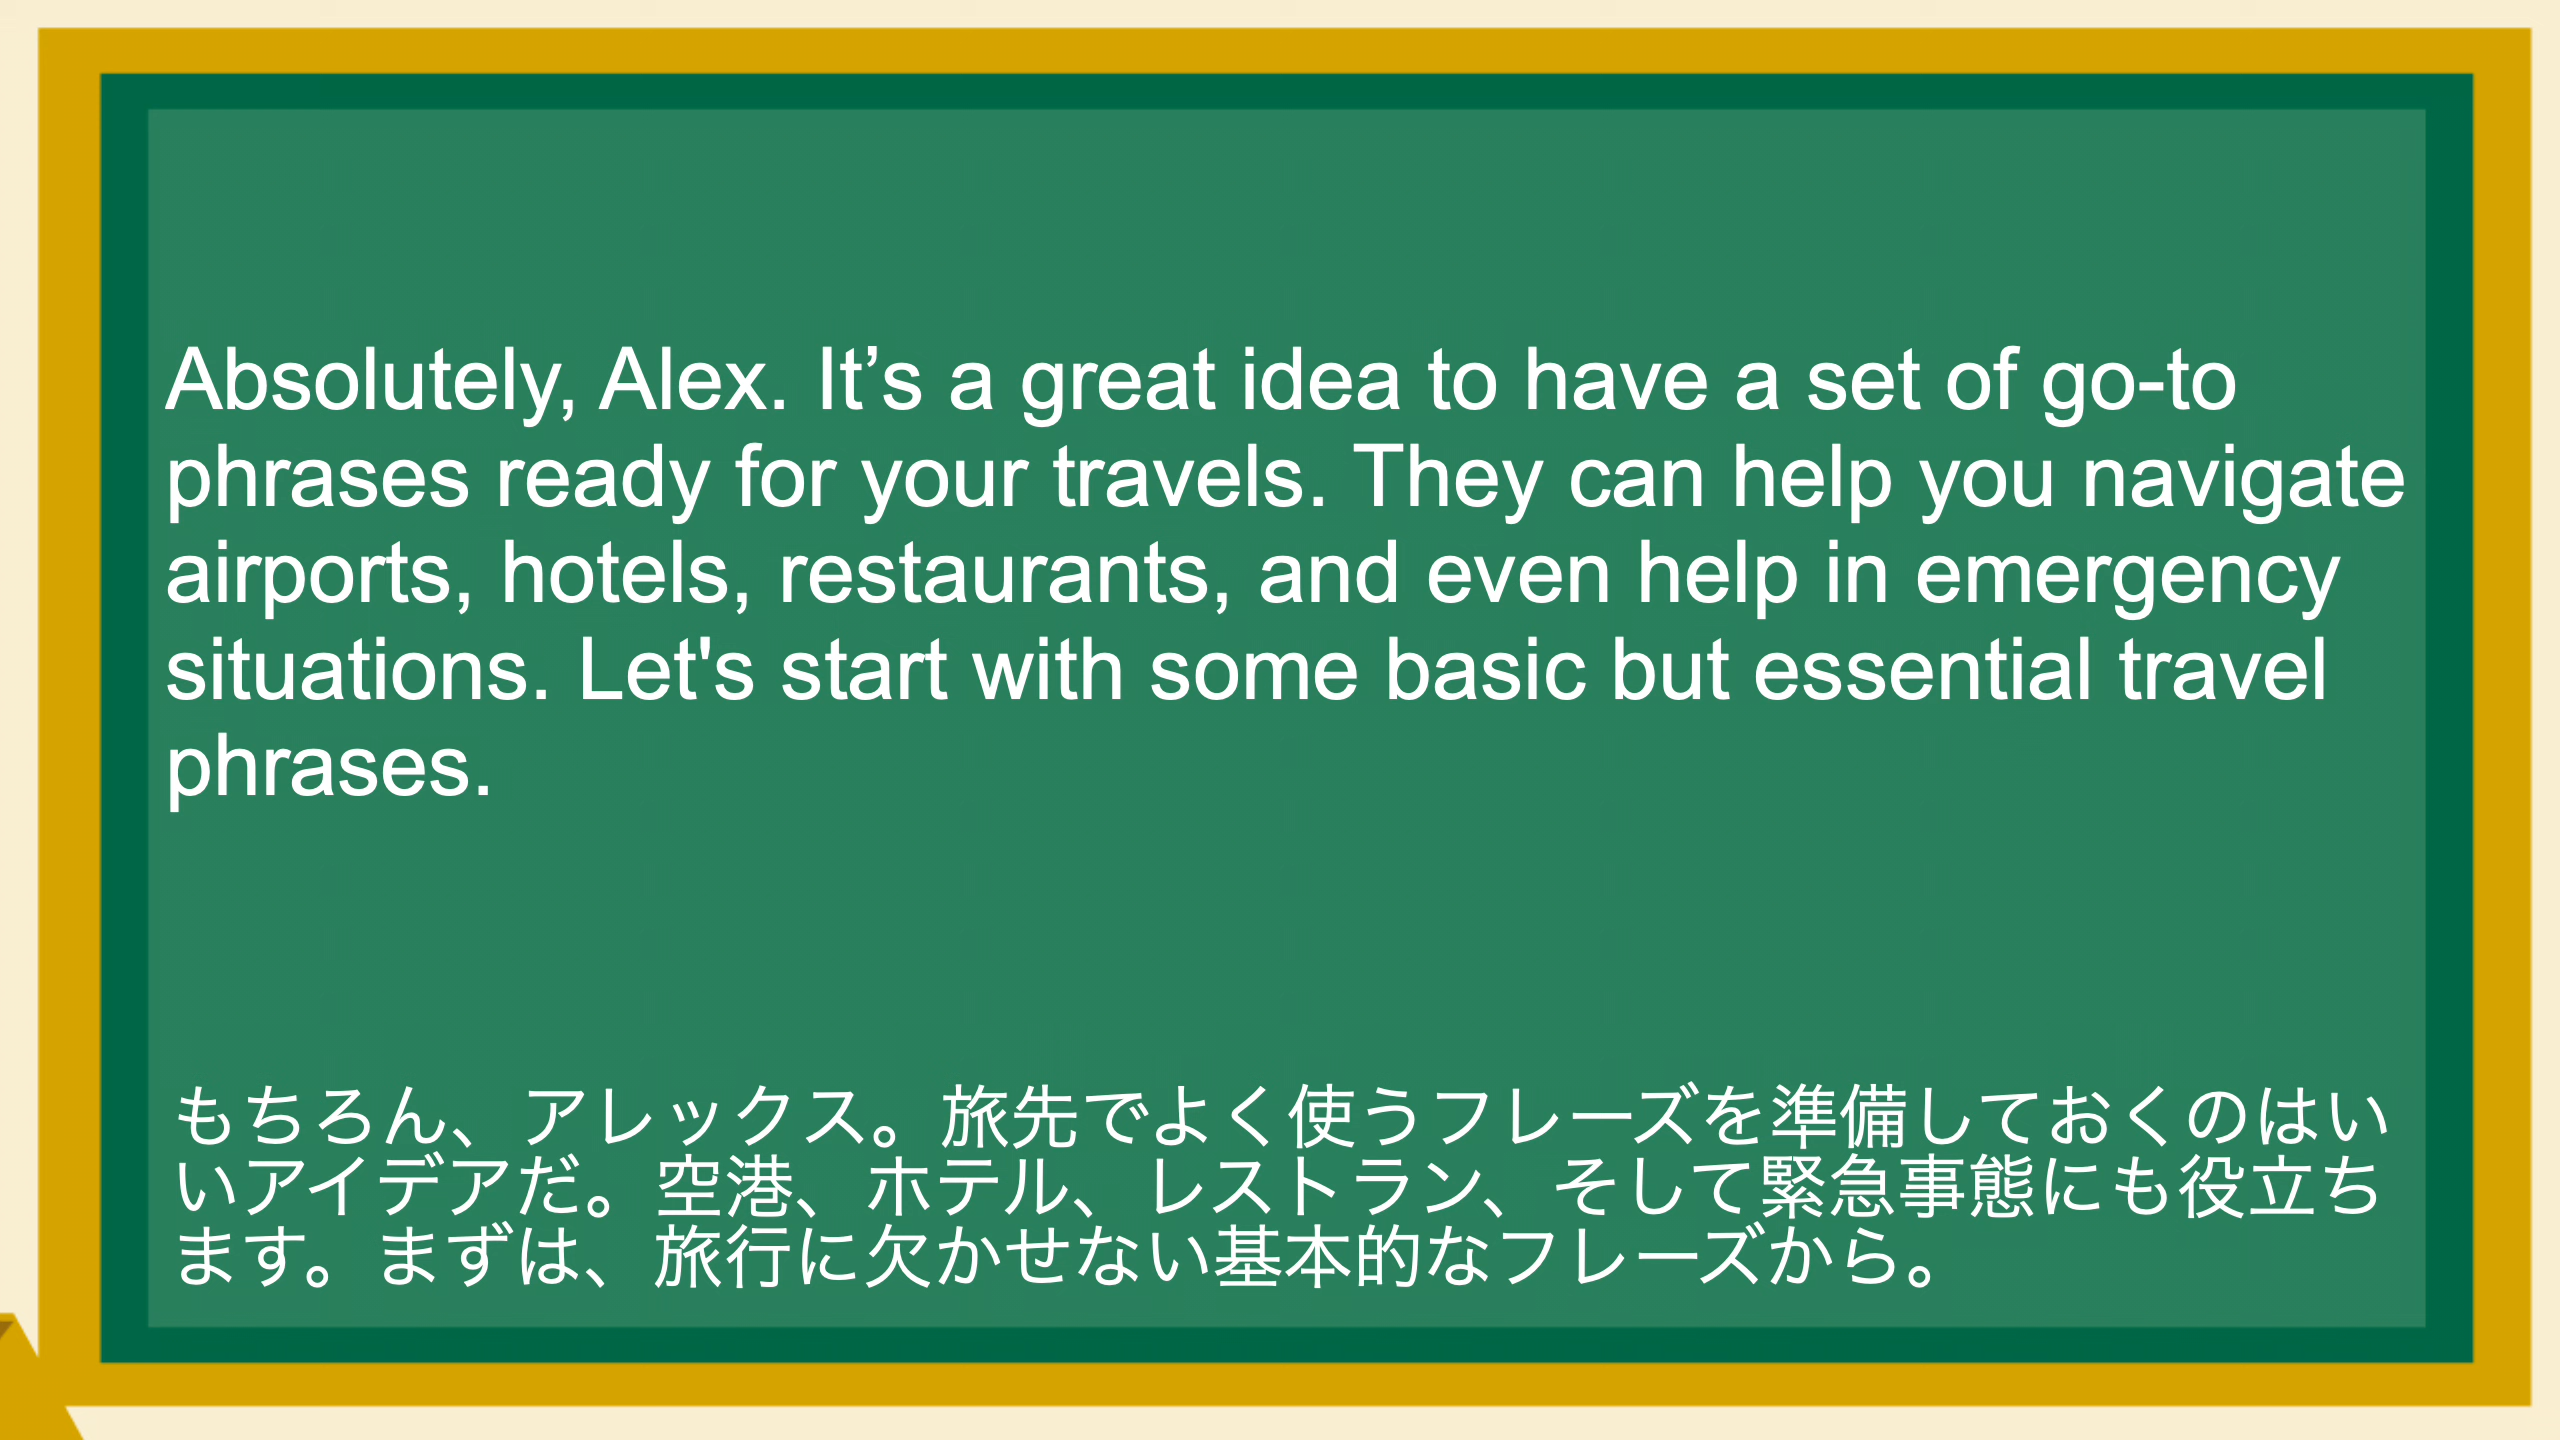 Absolutely, Alex. It’s a great idea to have a set of go-to
phrases ready for your travels. They can help you navigate
airports, hotels, restaurants, and even help in emergency
situations. Let's start with some basic but essential travel
phrases.
もちろん、アレックス。旅先でよく使うフレーズを準備しておくのはい
いアイデアだ。空港、ホテル、レストラン、そして緊急事態にも役立ち
ます。まずは、旅行に欠かせない基本的なフレーズから。